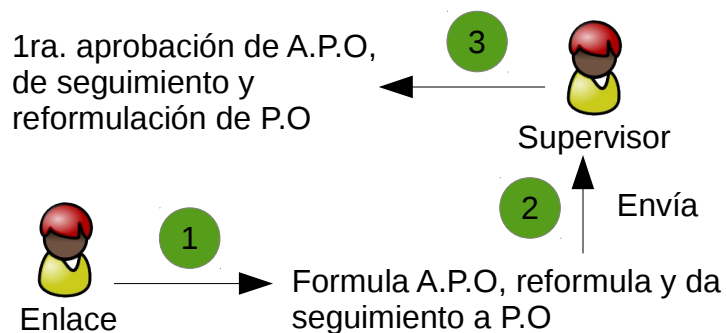 1ra. aprobación de A.P.O,
de seguimiento y
reformulación de P.O
3
Supervisor
2
Envía
1
Enlace
Formula A.P.O, reformula y da
seguimiento a P.O